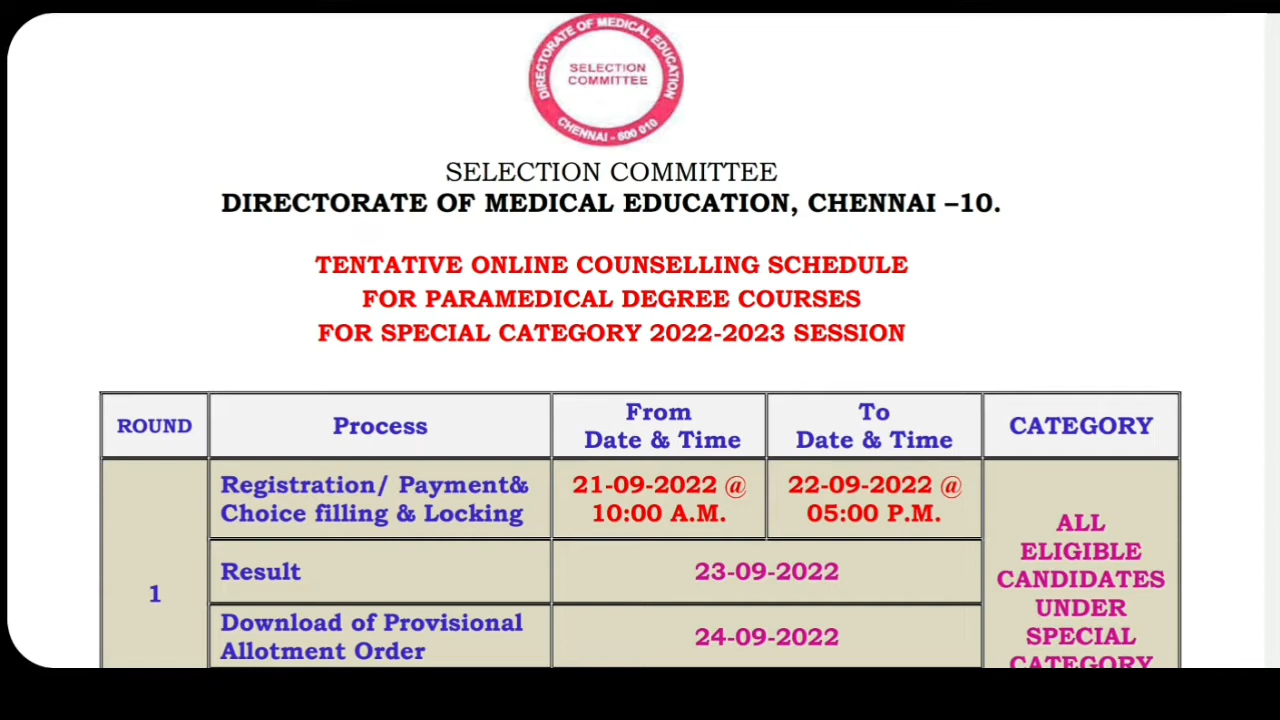 DIRECTORATE OF MEDICAL EDUCATION
SELECTION
COMMITTEE
CHENNAI - 600 010
SELECTION COMMITTEE
DIRECTORATE OF MEDICAL EDUCATION, CHENNAI –10.
TENTATIVE ONLINE COUNSELLING SCHEDULE
FOR PARAMEDICAL DEGREE COURSES
FOR SPECIAL CATEGORY 2022-2023 SESSION
ROUND
Process
From
Date & Time
To
Date & Time
CATEGORY
1
Registration/ Payment&
Choice filling & Locking
21-09-2022 @
10:00 A.M.
22-09-2022 @
05:00 P.M.
Result
23-09-2022
Download of Provisional
Allotment Order
24-09-2022
ALL
ELIGIBLE
CANDIDATES
UNDER
SPECIAL
CATEGORY